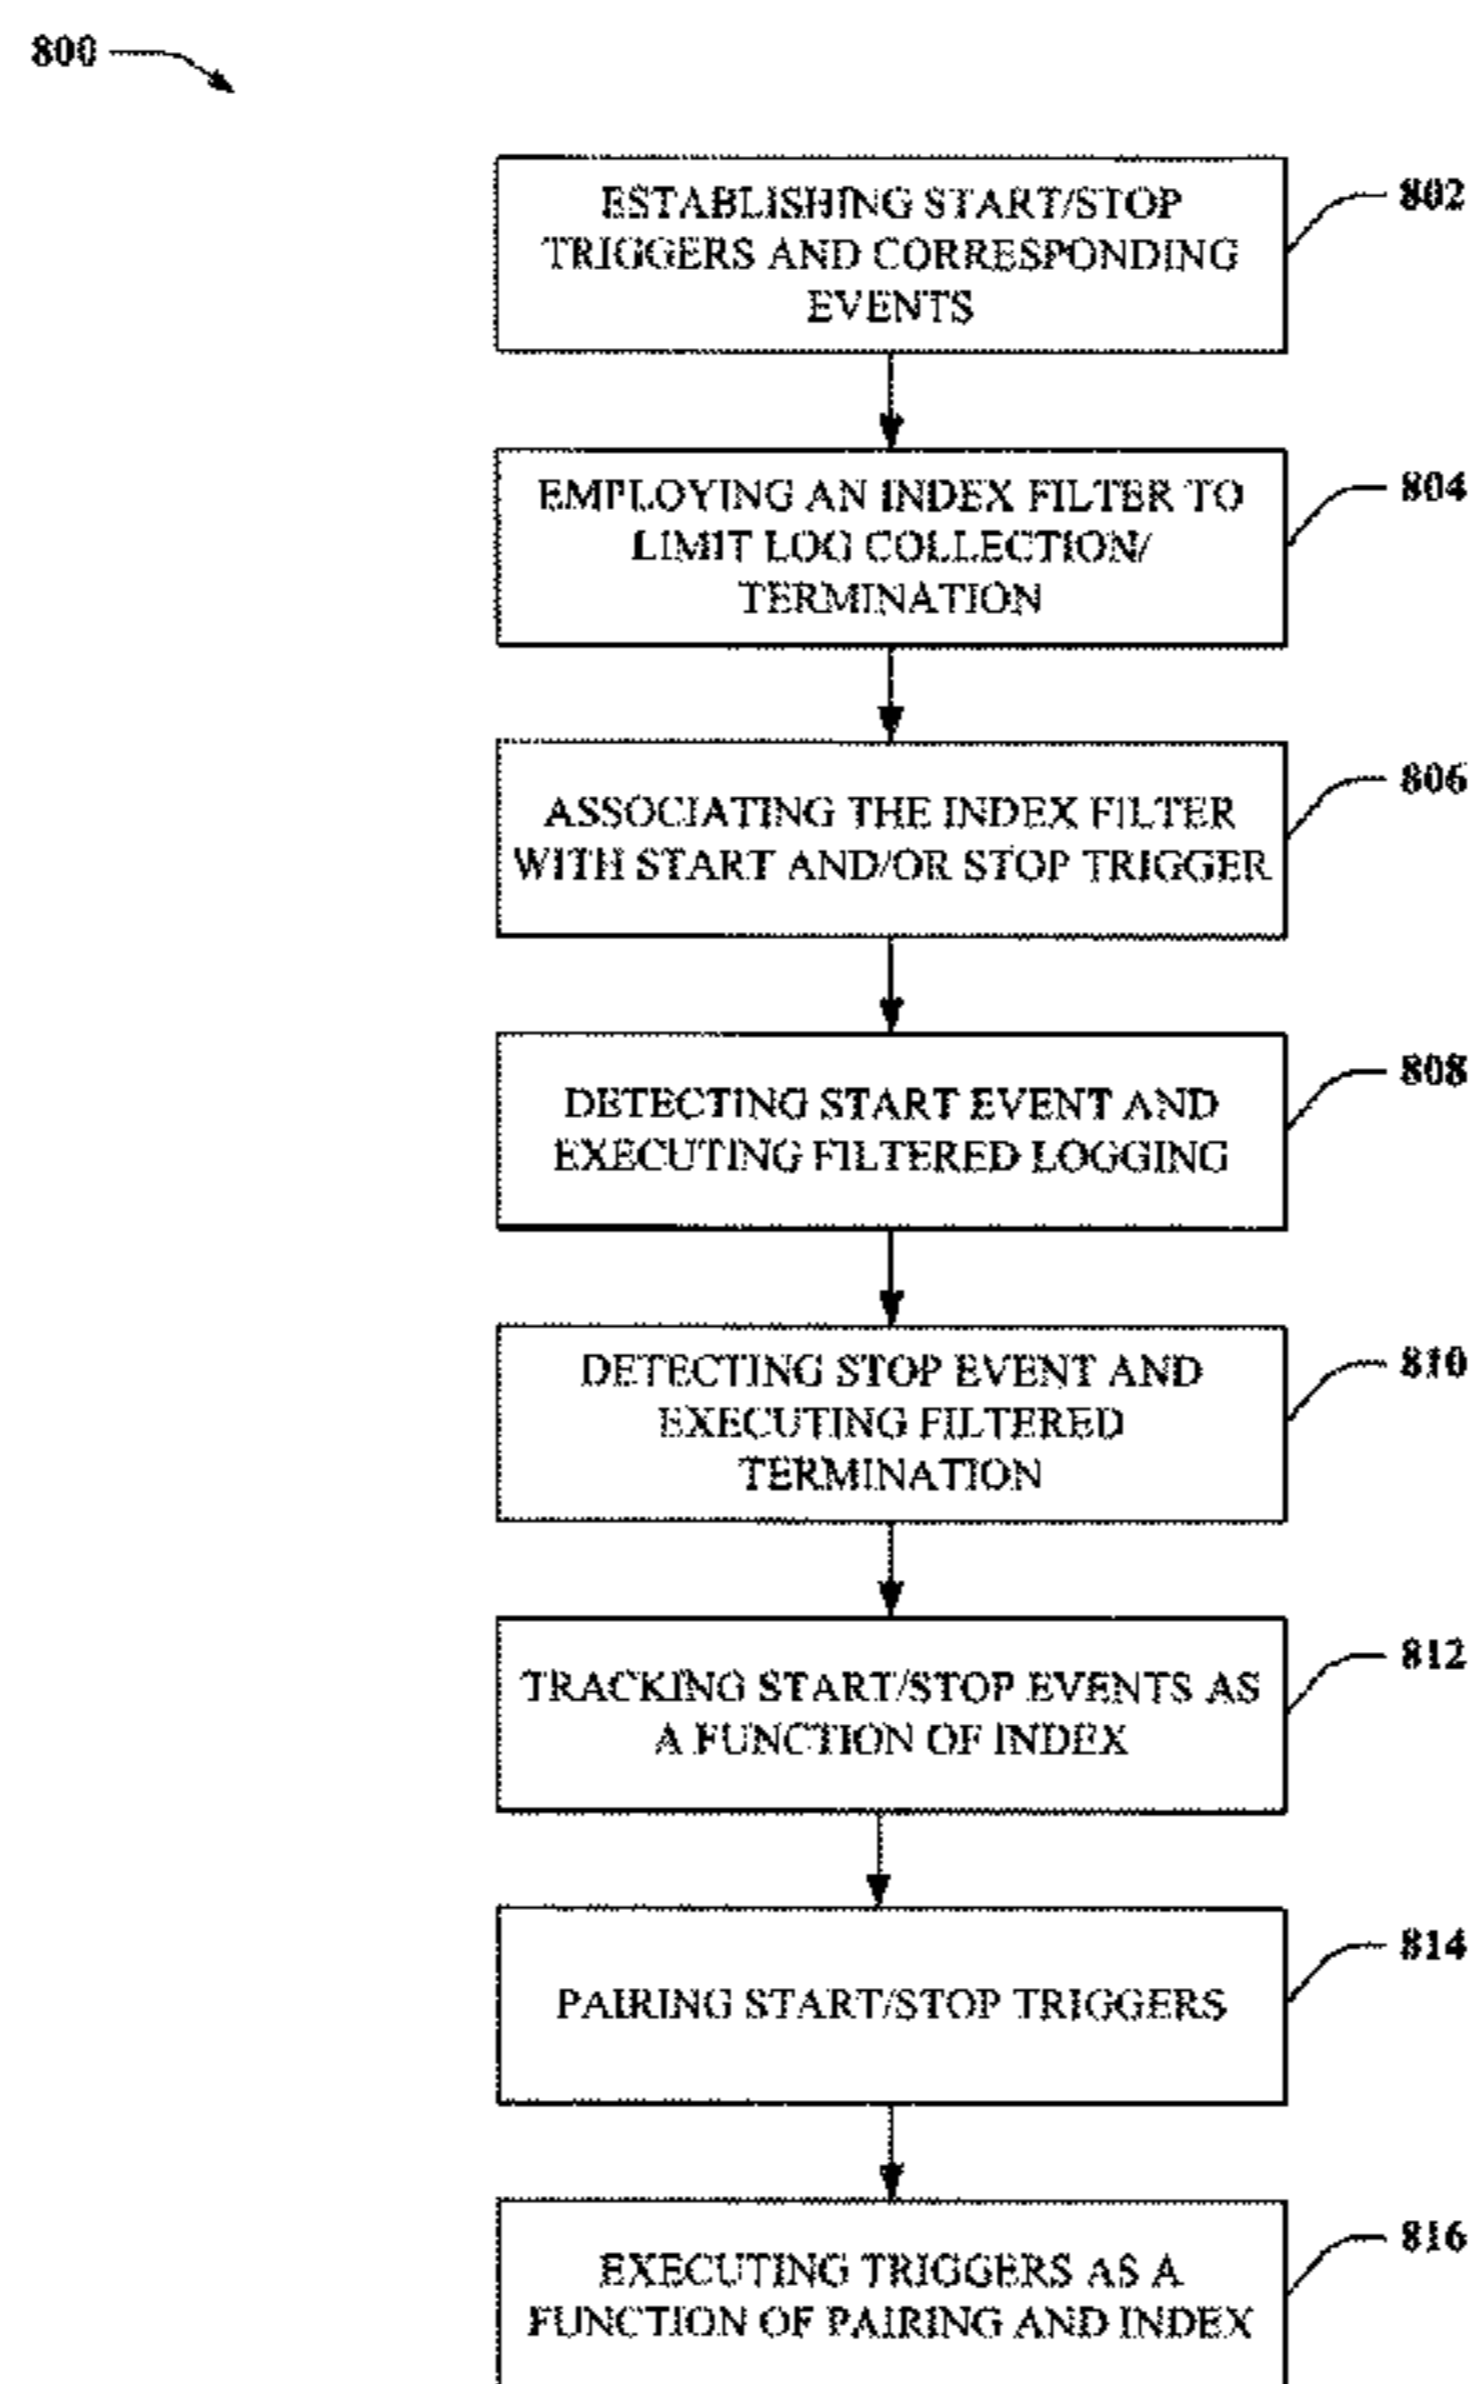 800
ESTABLISHING START/STOP
TRIGGERS AND CORRESPONDING
EVENTS
802
EMPLOYING AN INDEX FILTER TO
LIMIT LOG COLLECTION/
TERMINATION
804
ASSOCIATING THE INDEX FILTER
WITH START AND/OR STOP TRIGGER
806
DETECTING START EVENT AND
EXECUTING FILTERED LOGGING
808
DETECTING STOP EVENT AND
EXECUTING FILTERED
TERMINATION
810
TRACKING START/STOP EVENTS AS
A FUNCTION OF INDEX
812
PAIRING START/STOP TRIGGERS
814
EXECUTING TRIGGERS AS A
FUNCTION OF PAIRING AND INDEX
816